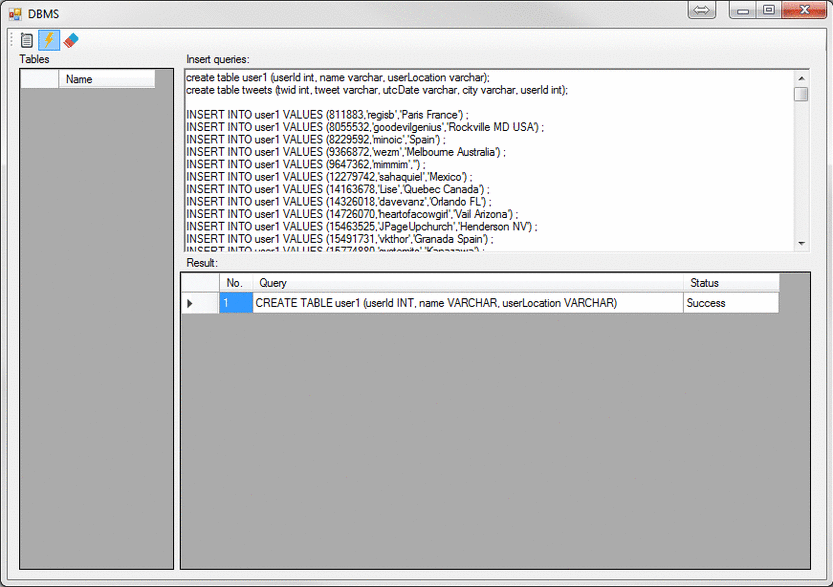 DBMS
Tables
Insert queries:
Name
create table user1 (userId int, name varchar, userLocation varchar);
create table tweets (twid int, tweet varchar, utcDate varchar, city varchar, userId int);
INSERT INTO user1 VALUES (811883,'regisb','Paris France') ;
INSERT INTO user1 VALUES (8055532,'goodevilgenius','Rockville MD USA') ;
INSERT INTO user1 VALUES (8229592,'minoic','Spain') ;
INSERT INTO user1 VALUES (9366872,'wezm','Melbourne Australia') ;
INSERT INTO user1 VALUES (9647362,'mimmim','') ;
INSERT INTO user1 VALUES (12279742,'sahaquiel','Mexico') ;
INSERT INTO user1 VALUES (14163678,'Lise','Quebec Canada') ;
INSERT INTO user1 VALUES (14326018,'davevanz','Orlando FL') ;
INSERT INTO user1 VALUES (14726070,'heartofacowgirl','Vail Arizona') ;
INSERT INTO user1 VALUES (15463525,'JPageUpchurch','Henderson NV') ;
INSERT INTO user1 VALUES (15491731,'vkthor','Granada Spain') ;
INSERT INTO user1 VALUES (15774880,
Result:
No. Query Status
1 CREATE TABLE user1 (userId INT, name VARCHAR, userLocation VARCHAR) Success